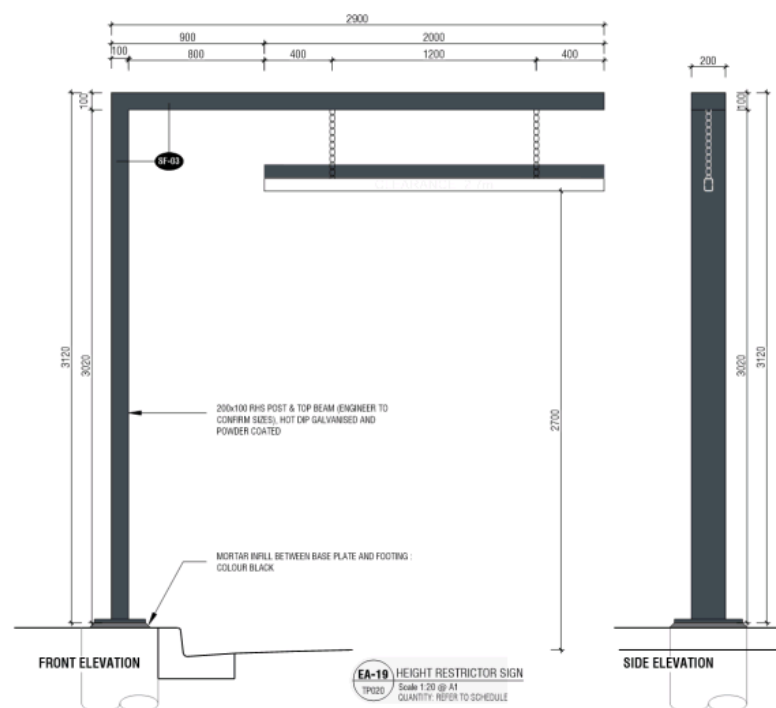 2900
900 2000
100 800 400 1200 400
200
100
100
SF-03
CLEARANCE 2.7m
3120
3020
2700
3020
3120
200x100 RHS POST & TOP BEAM (ENGINEER TO
CONFIRM SIZES), HOT DIP GALVANISED AND
POWDER COATED
MORTAR INFILL BETWEEN BASE PLATE AND FOOTING :
COLOUR BLACK
FRONT ELEVATION
SIDE ELEVATION
EA-19
TP020
HEIGHT RESTRICTOR SIGN
Scale 1:20 @ A1
QUANTITY: REFER TO SCHEDULE